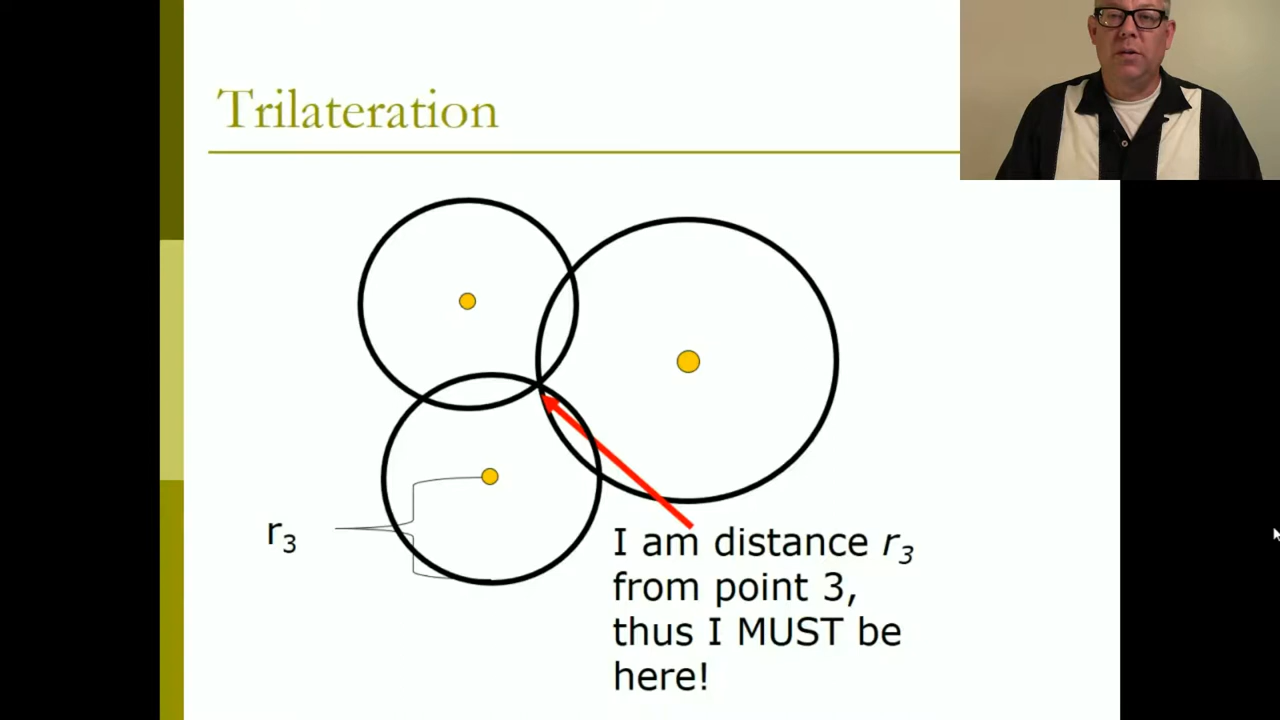 Trilateration
r3
I am distance r3
from point 3,
thus I MUST be
here!